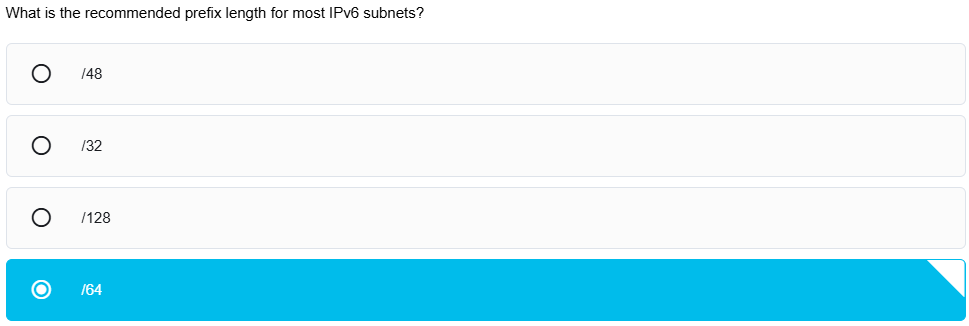 What is the recommended prefix length for most IPv6 subnets?
/48
/32
/128
/64